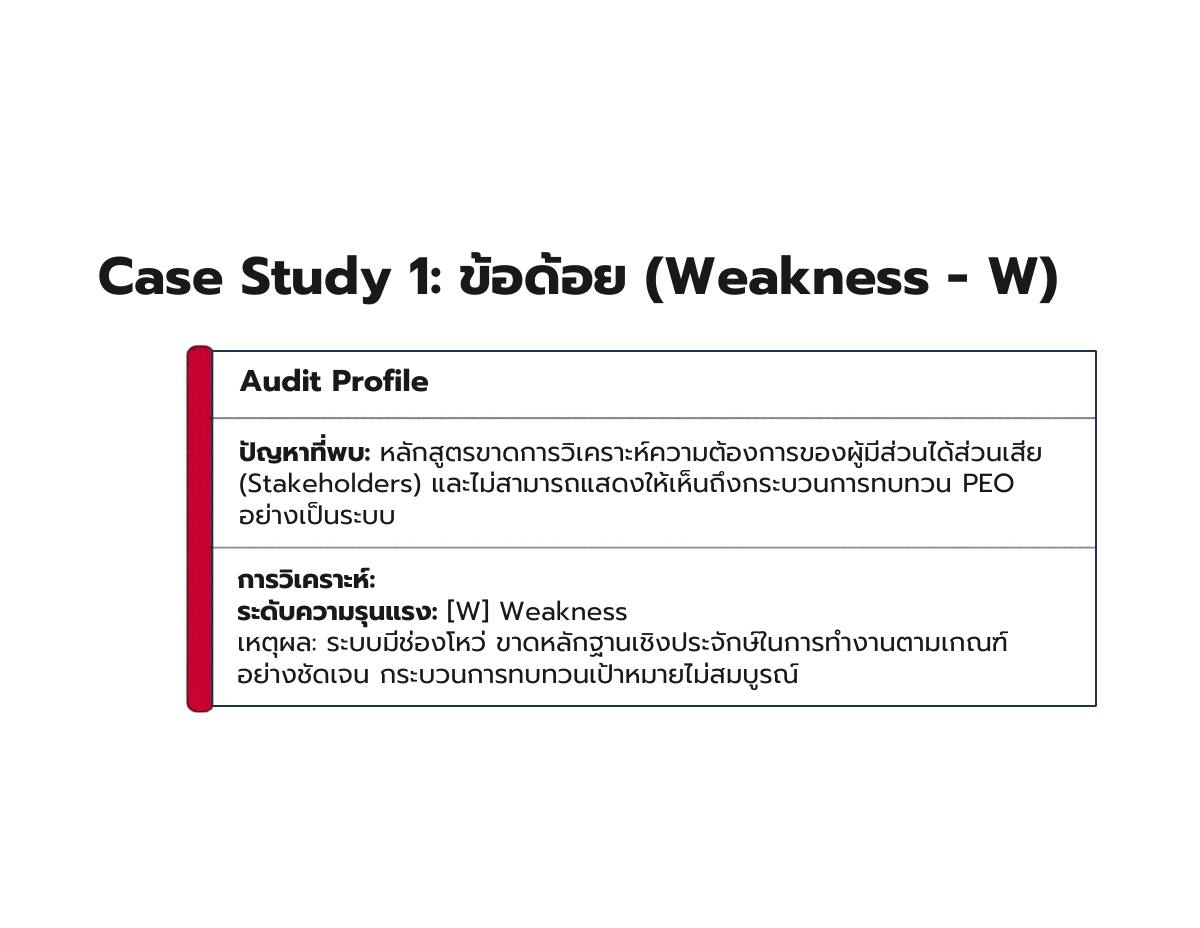 Case Study 1: ข้อด้อย (Weakness - W)
Audit Profile
ปัญหาที่พบ: หลักสูตรขาดการวิเคราะห์ความต้องการของผู้มีส่วนได้ส่วนเสีย
(Stakeholders) และไม่สามารถแสดงให้เห็นถึงกระบวนการทบทวน PEO
อย่างเป็นระบบ
การวิเคราะห์:
ระดับความรุนแรง: [W] Weakness
เหตุผล: ระบบมีช่องโหว่ ขาดหลักฐานเชิงประจักษ์ในการทำงานตามเกณฑ์
อย่างชัดเจน กระบวนการทบทวนเป้าหมายไม่สมบูรณ์